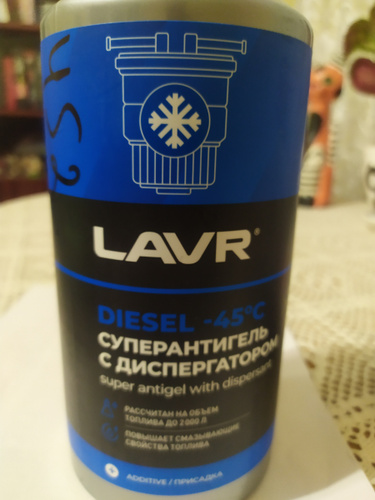 254
LAVR®
DIESEL -45°C
СУПЕРАНТИГЕЛЬ
С ДИСПЕРГАТОРОМ
super antigel with dispersant
РАССЧИТАН НА ОБЪЕМ
ТОПЛИВА ДО 2000 Л
ПОВЫШАЕТ СМАЗЫВАЮЩИЕ
СВОЙСТВА ТОПЛИВА
ADDITIVE / ПРИСАДКА